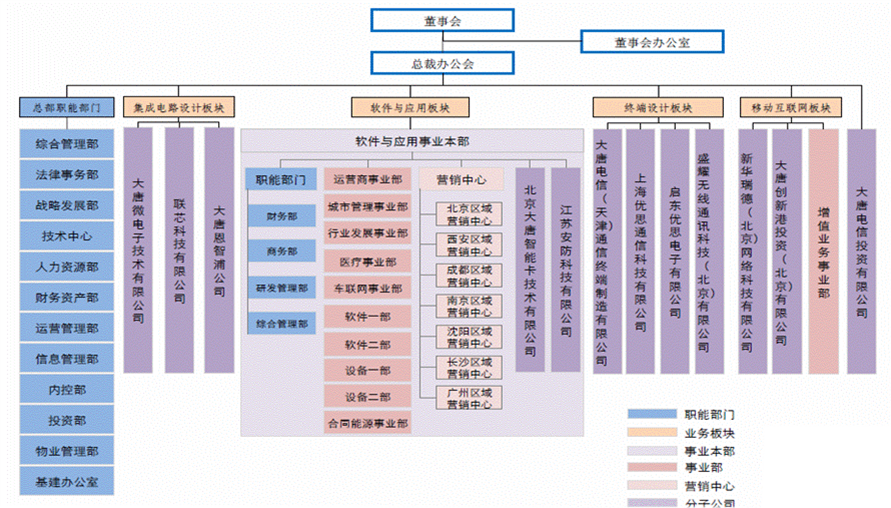 董事会
董事会办公室
总裁办公会
总部职能部门
集成电路设计板块
软件与应用板块
终端设计板块
移动互联网板块
综合管理部
法律事务部
战略发展部
技术中心
人力资源部
财务资产部
运营管理部
信息管理部
内控部
投资部
物业管理部
基建办公室
大唐微电子技术有限公司
联芯科技有限公司
大唐恩智浦公司
软件与应用事业本部
职能部门
财务部
商务部
研发管理部
综合管理部
运营商事业部
城市管理事业部
行业发展事业部
医疗事业部
车联网事业部
软件一部
软件二部
设备一部
设备二部
合同能源事业部
营销中心
北京区域
营销中心
西安区域
营销中心
成都区域
营销中心
南京区域
营销中心
沈阳区域
营销中心
长沙区域
营销中心
广州区域
营销中心
北京大唐智能卡技术有限公司
江苏安防科技有限公司
大唐电信（天津）通信终端制造有限公司
上海优思通信科技有限公司
启东优思电子有限公司
盛耀无线通讯科技（北京）有限公司
新华瑞德（北京）网络科技有限公司
大唐创新港投资（北京）有限公司
增值业务事业部
大唐电信投资有限公司
职能部门
业务板块
事业本部
事业部
营销中心
分子公司